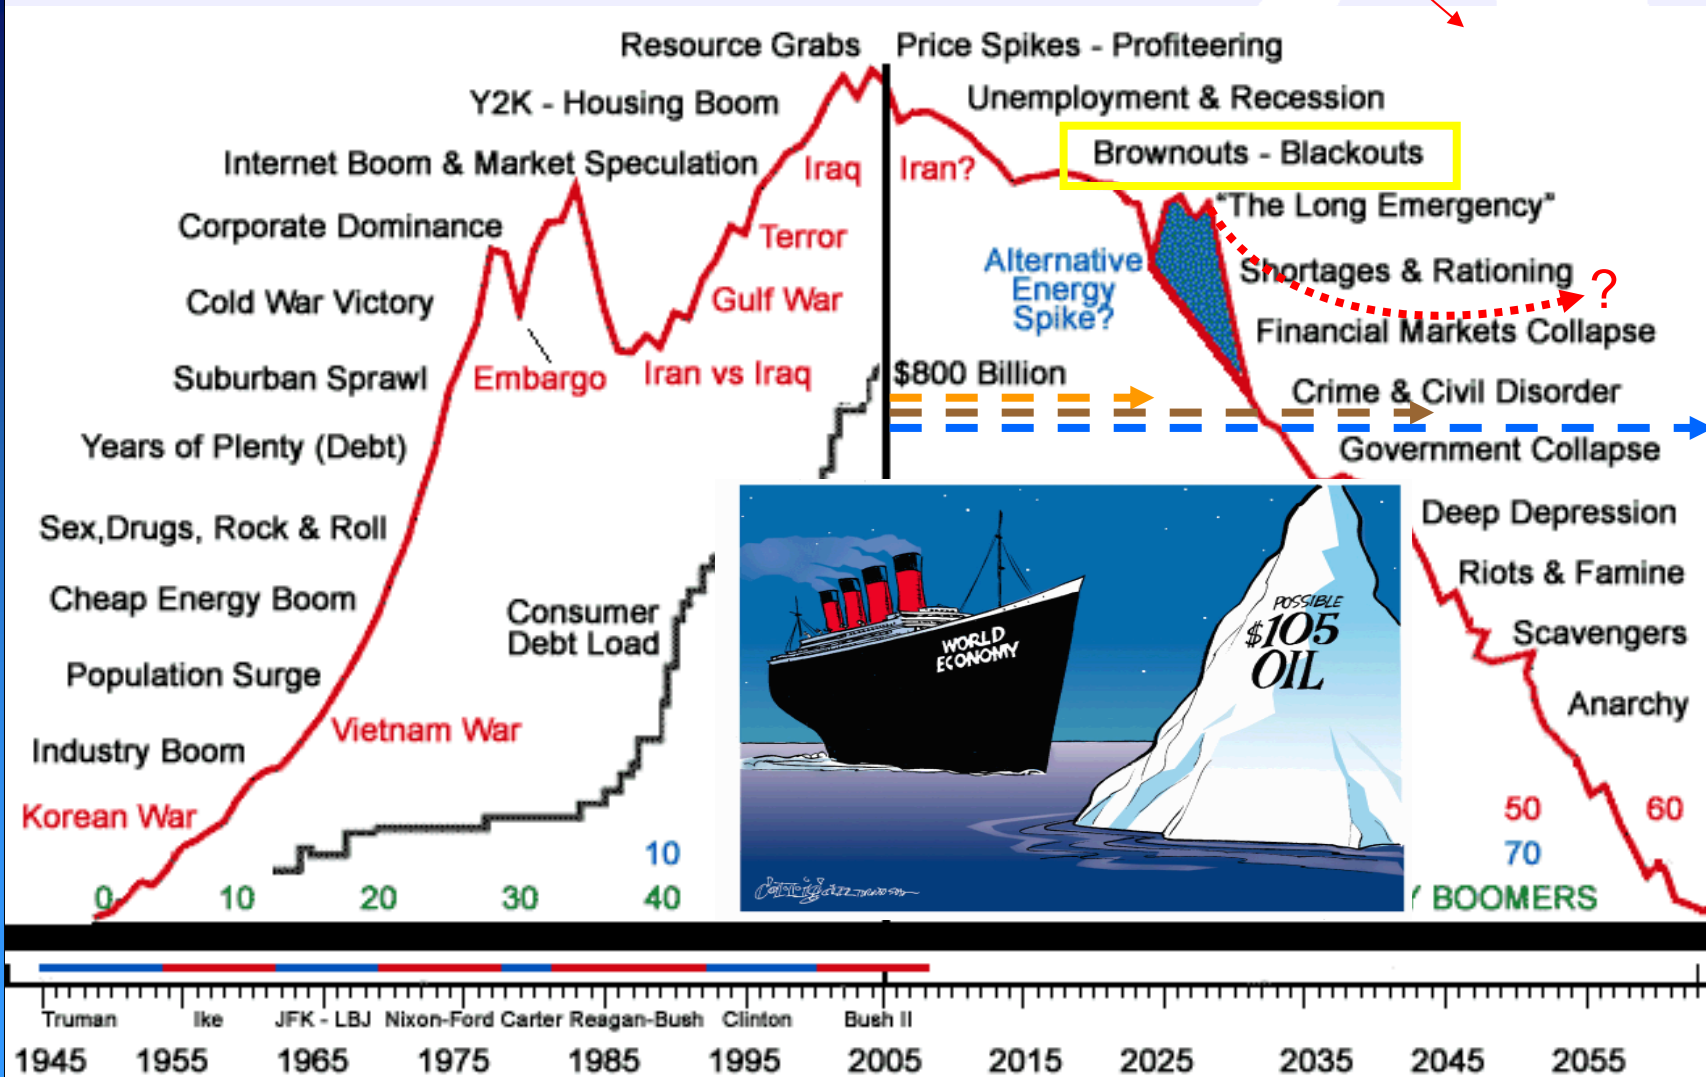 Resource Grabs
Price Spikes - Profiteering
Y2K - Housing Boom
Unemployment & Recession
Internet Boom & Market Speculation
Iraq
Iran?
Brownouts - Blackouts
Corporate Dominance
Terror
"The Long Emergency"
Alternative
Energy
Spike?
Shortages & Rationing
?
Cold War Victory
Gulf War
Financial Markets Collapse
Suburban Sprawl
Embargo
Iran vs Iraq
$800 Billion
Crime & Civil Disorder
Years of Plenty (Debt)
Government Collapse
Sex,Drugs, Rock & Roll
Deep Depression
Cheap Energy Boom
Consumer
Debt Load
Riots & Famine
WORLD
ECONOMY
POSSIBLE
$105
OIL
Scavengers
Population Surge
Vietnam War
Anarchy
Industry Boom
Korean War
50
60
10
70
0
10
20
30
40
Y BOOMERS
Truman
Ike
JFK - LBJ
Nixon-Ford
Carter
Reagan-Bush
Clinton
Bush II
1945
1955
1965
1975
1985
1995
2005
2015
2025
2035
2045
2055